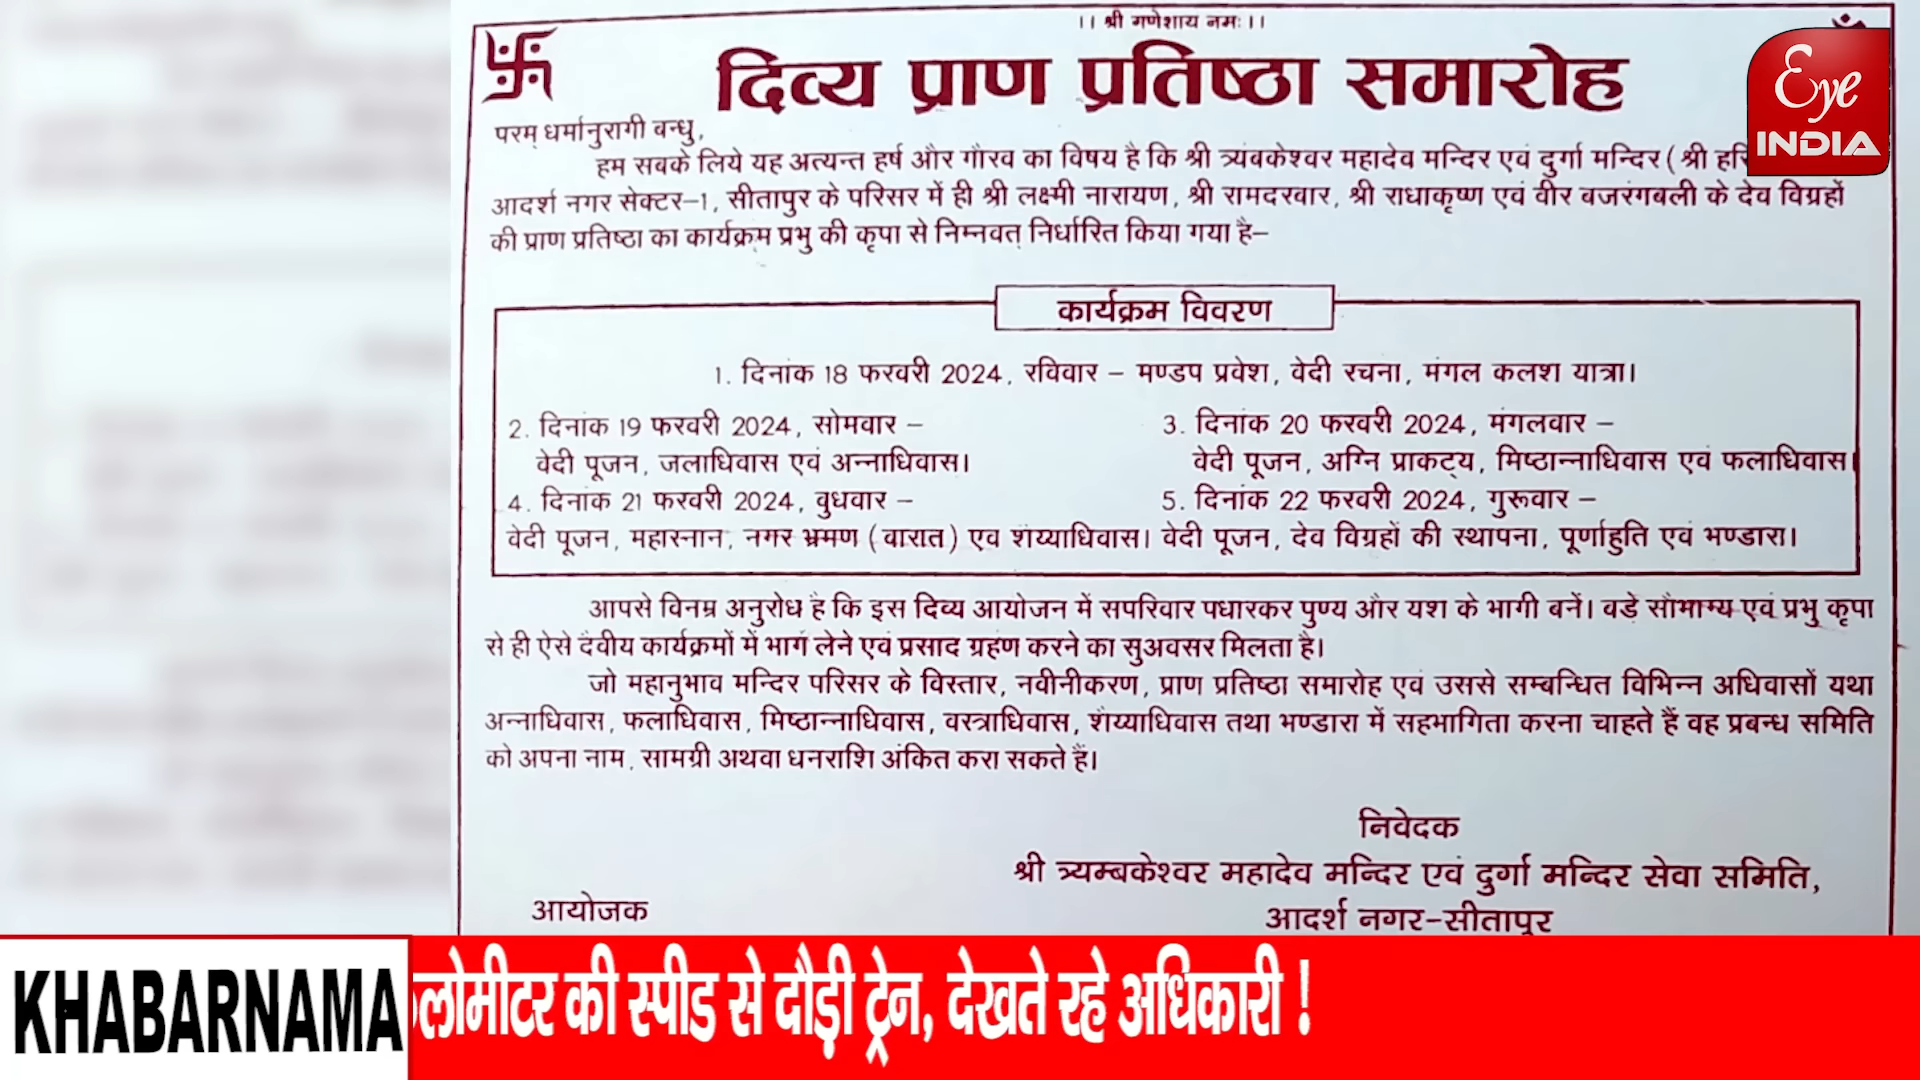 ।। श्री गणेशाय नमः।।
दिव्य प्राण प्रतिष्ठा समारोह
Eye
INDIA
परम् धर्मानुरागी बन्धु,
हम सबके लिये यह अत्यन्त हर्ष और गौरव का विषय है कि श्री त्र्यंबकेश्वर महादेव मन्दिर एवं दुर्गा मन्दिर (श्री हरि
आदर्श नगर सेक्टर-1, सीतापुर के परिसर में ही श्री लक्ष्मी नारायण, श्री रामदरबार, श्री राधाकृष्ण एवं वीर बजरंगबली के देव विग्रहों
की प्राण प्रतिष्ठा का कार्यक्रम प्रभु की कृपा से निम्नवत् निर्धारित किया गया है-
कार्यक्रम विवरण
1. दिनांक 18 फरवरी 2024, रविवार - मण्डप प्रवेश, वेदी रचना, मंगल कलश यात्रा।
2. दिनांक 19 फरवरी 2024, सोमवार -
वेदी पूजन, जलाधिवास एवं अन्नाधिवास।
3. दिनांक 20 फरवरी 2024, मंगलवार -
वेदी पूजन, अग्नि प्राकट्य, मिष्ठान्नाधिवास एवं फलाधिवास।
4. दिनांक 21 फरवरी 2024, बुधवार -
वेदी पूजन, महास्नान, नगर भ्रमण (बारात) एवं शैय्याधिवास।
5. दिनांक 22 फरवरी 2024, गुरूवार -
वेदी पूजन, देव विग्रहों की स्थापना, पूर्णाहुति एवं भण्डारा।
आपसे विनम्र अनुरोध है कि इस दिव्य आयोजन में सपरिवार पधारकर पुण्य और यश के भागी बनें। बड़े सौभाग्य एवं प्रभु कृपा
से ही ऐसे दैवीय कार्यक्रमों में भाग लेने एवं प्रसाद ग्रहण करने का सुअवसर मिलता है।
जो महानुभाव मन्दिर परिसर के विस्तार, नवीनीकरण, प्राण प्रतिष्ठा समारोह एवं उससे सम्बन्धित विभिन्न अधिवासों यथा
अन्नाधिवास, फलाधिवास, मिष्ठान्नाधिवास, वस्त्राधिवास, शैय्याधिवास तथा भण्डारा में सहभागिता करना चाहते हैं वह प्रबन्ध समिति
को अपना नाम, सामग्री अथवा धनराशि अंकित करा सकते हैं।
निवेदक
श्री त्र्यम्बकेश्वर महादेव मन्दिर एवं दुर्गा मन्दिर सेवा समिति,
आदर्श नगर-सीतापुर
आयोजक
KHABARNAMA
लोमीटर की स्पीड से दौड़ी ट्रेन, देखते रहे अधिकारी !